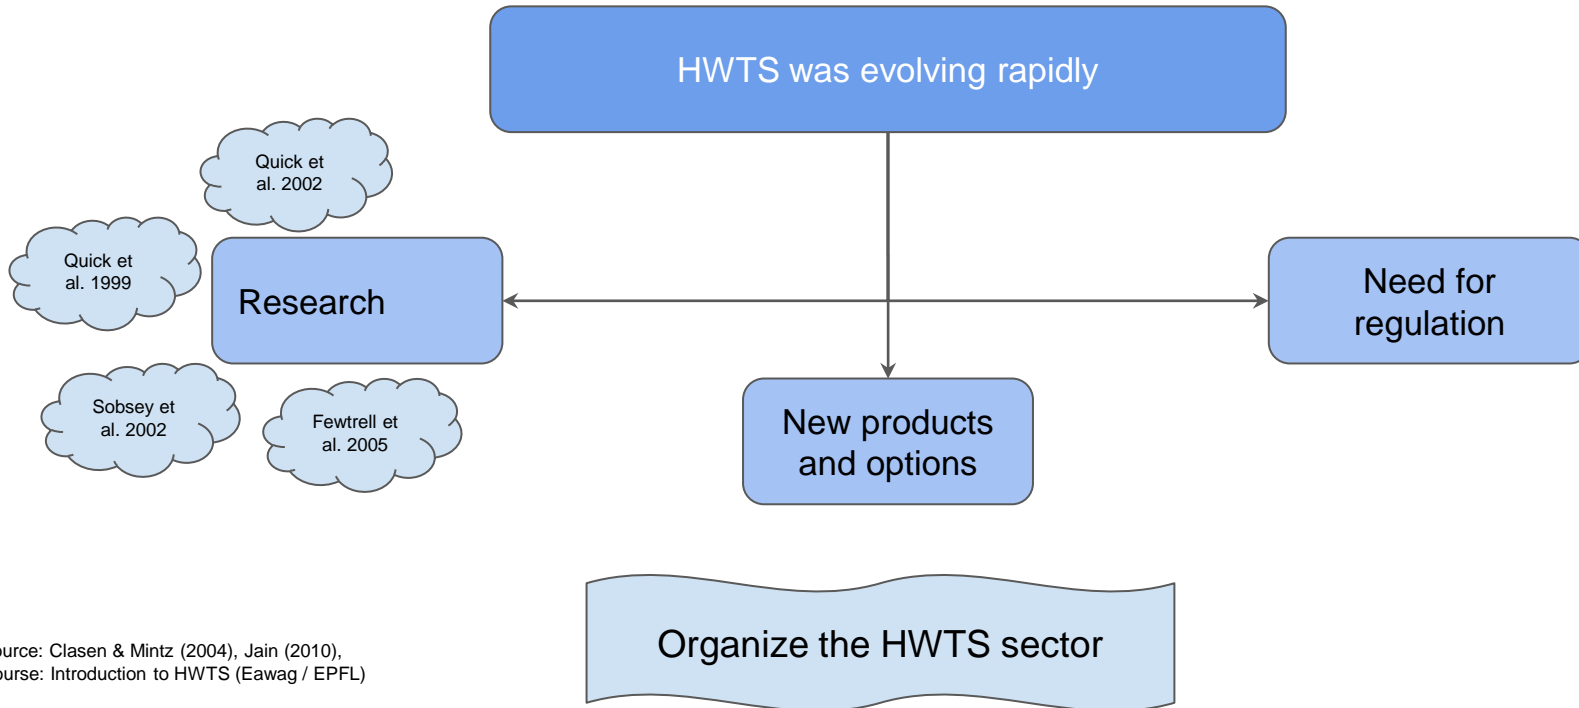 HWTS was evolving rapidly
Quick et
al. 2002
Quick et
al. 1999
Research
Need for
regulation
Sobsey et
al. 2002
Fewtrell et
al. 2005
New products
and options
Organize the HWTS sector
ource: Clasen & Mintz (2004), Jain (2010),
ourse: Introduction to HWTS (Eawag / EPFL)